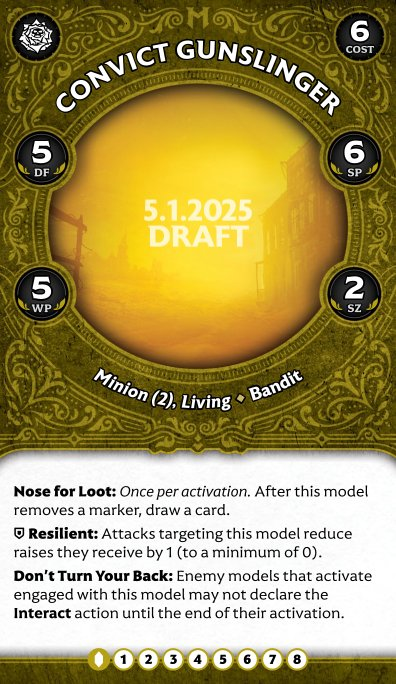 CONVICT GUNSLINGER
6
COST
5
DF
6
SP
5.1.2025
DRAFT
5
WP
2
SZ
Minion (2), Living ⬥ Bandit
Nose for Loot: Once per activation. After this model
removes a marker, draw a card.
Resilient: Attacks targeting this model reduce
raises they receive by 1 (to a minimum of 0).
Don’t Turn Your Back: Enemy models that activate
engaged with this model may not declare the
Interact action until the end of their activation.
1 2 3 4 5 6 7 8